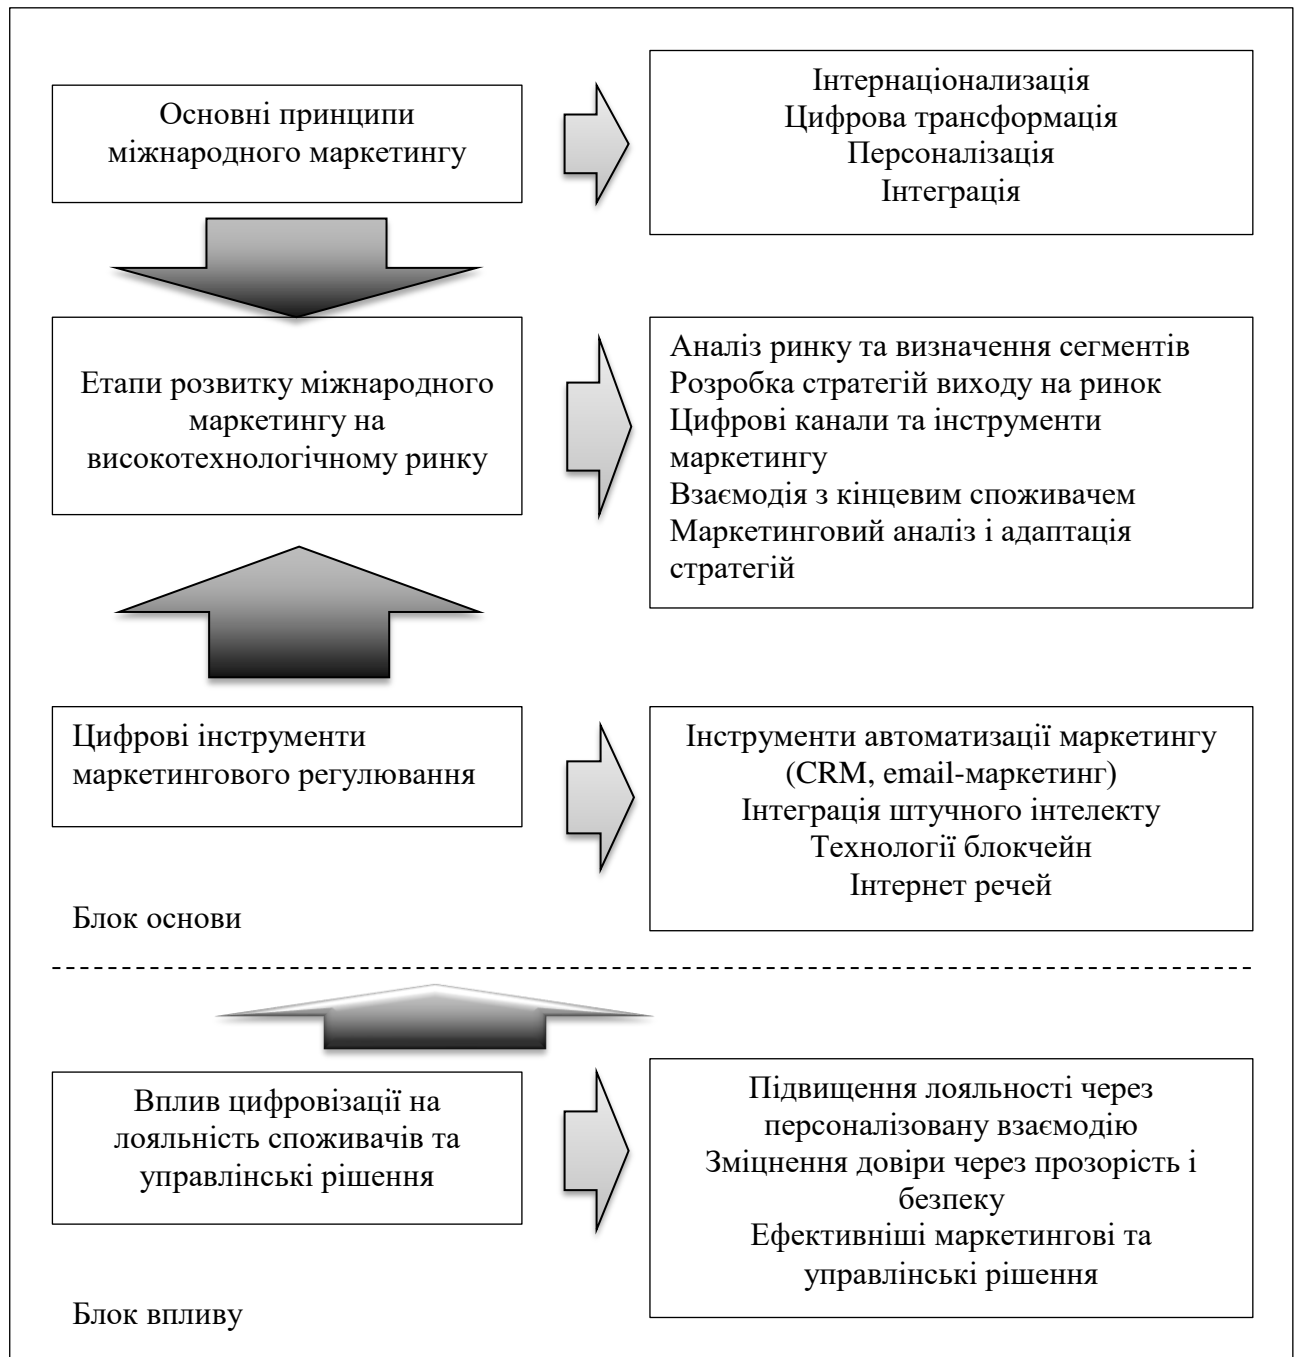 Основні принципи
міжнародного маркетингу
Інтернаціоналізація
Цифрова трансформація
Персоналізація
Інтеграція
Етапи розвитку міжнародного
маркетингу на
високотехнологічному ринку
Аналіз ринку та визначення сегментів
Розробка стратегій виходу на ринок
Цифрові канали та інструменти
маркетингу
Взаємодія з кінцевим споживачем
Маркетинговий аналіз і адаптація
стратегій
Цифрові інструменти
маркетингового регулювання
Інструменти автоматизації маркетингу
(CRM, email-маркетинг)
Інтеграція штучного інтелекту
Технології блокчейн
Інтернет речей
Блок основи
Вплив цифровізації на
лояльність споживачів та
управлінські рішення
Підвищення лояльності через
персоналізовану взаємодію
Зміцнення довіри через прозорість і
безпеку
Ефективніші маркетингові та
управлінські рішення
Блок впливу